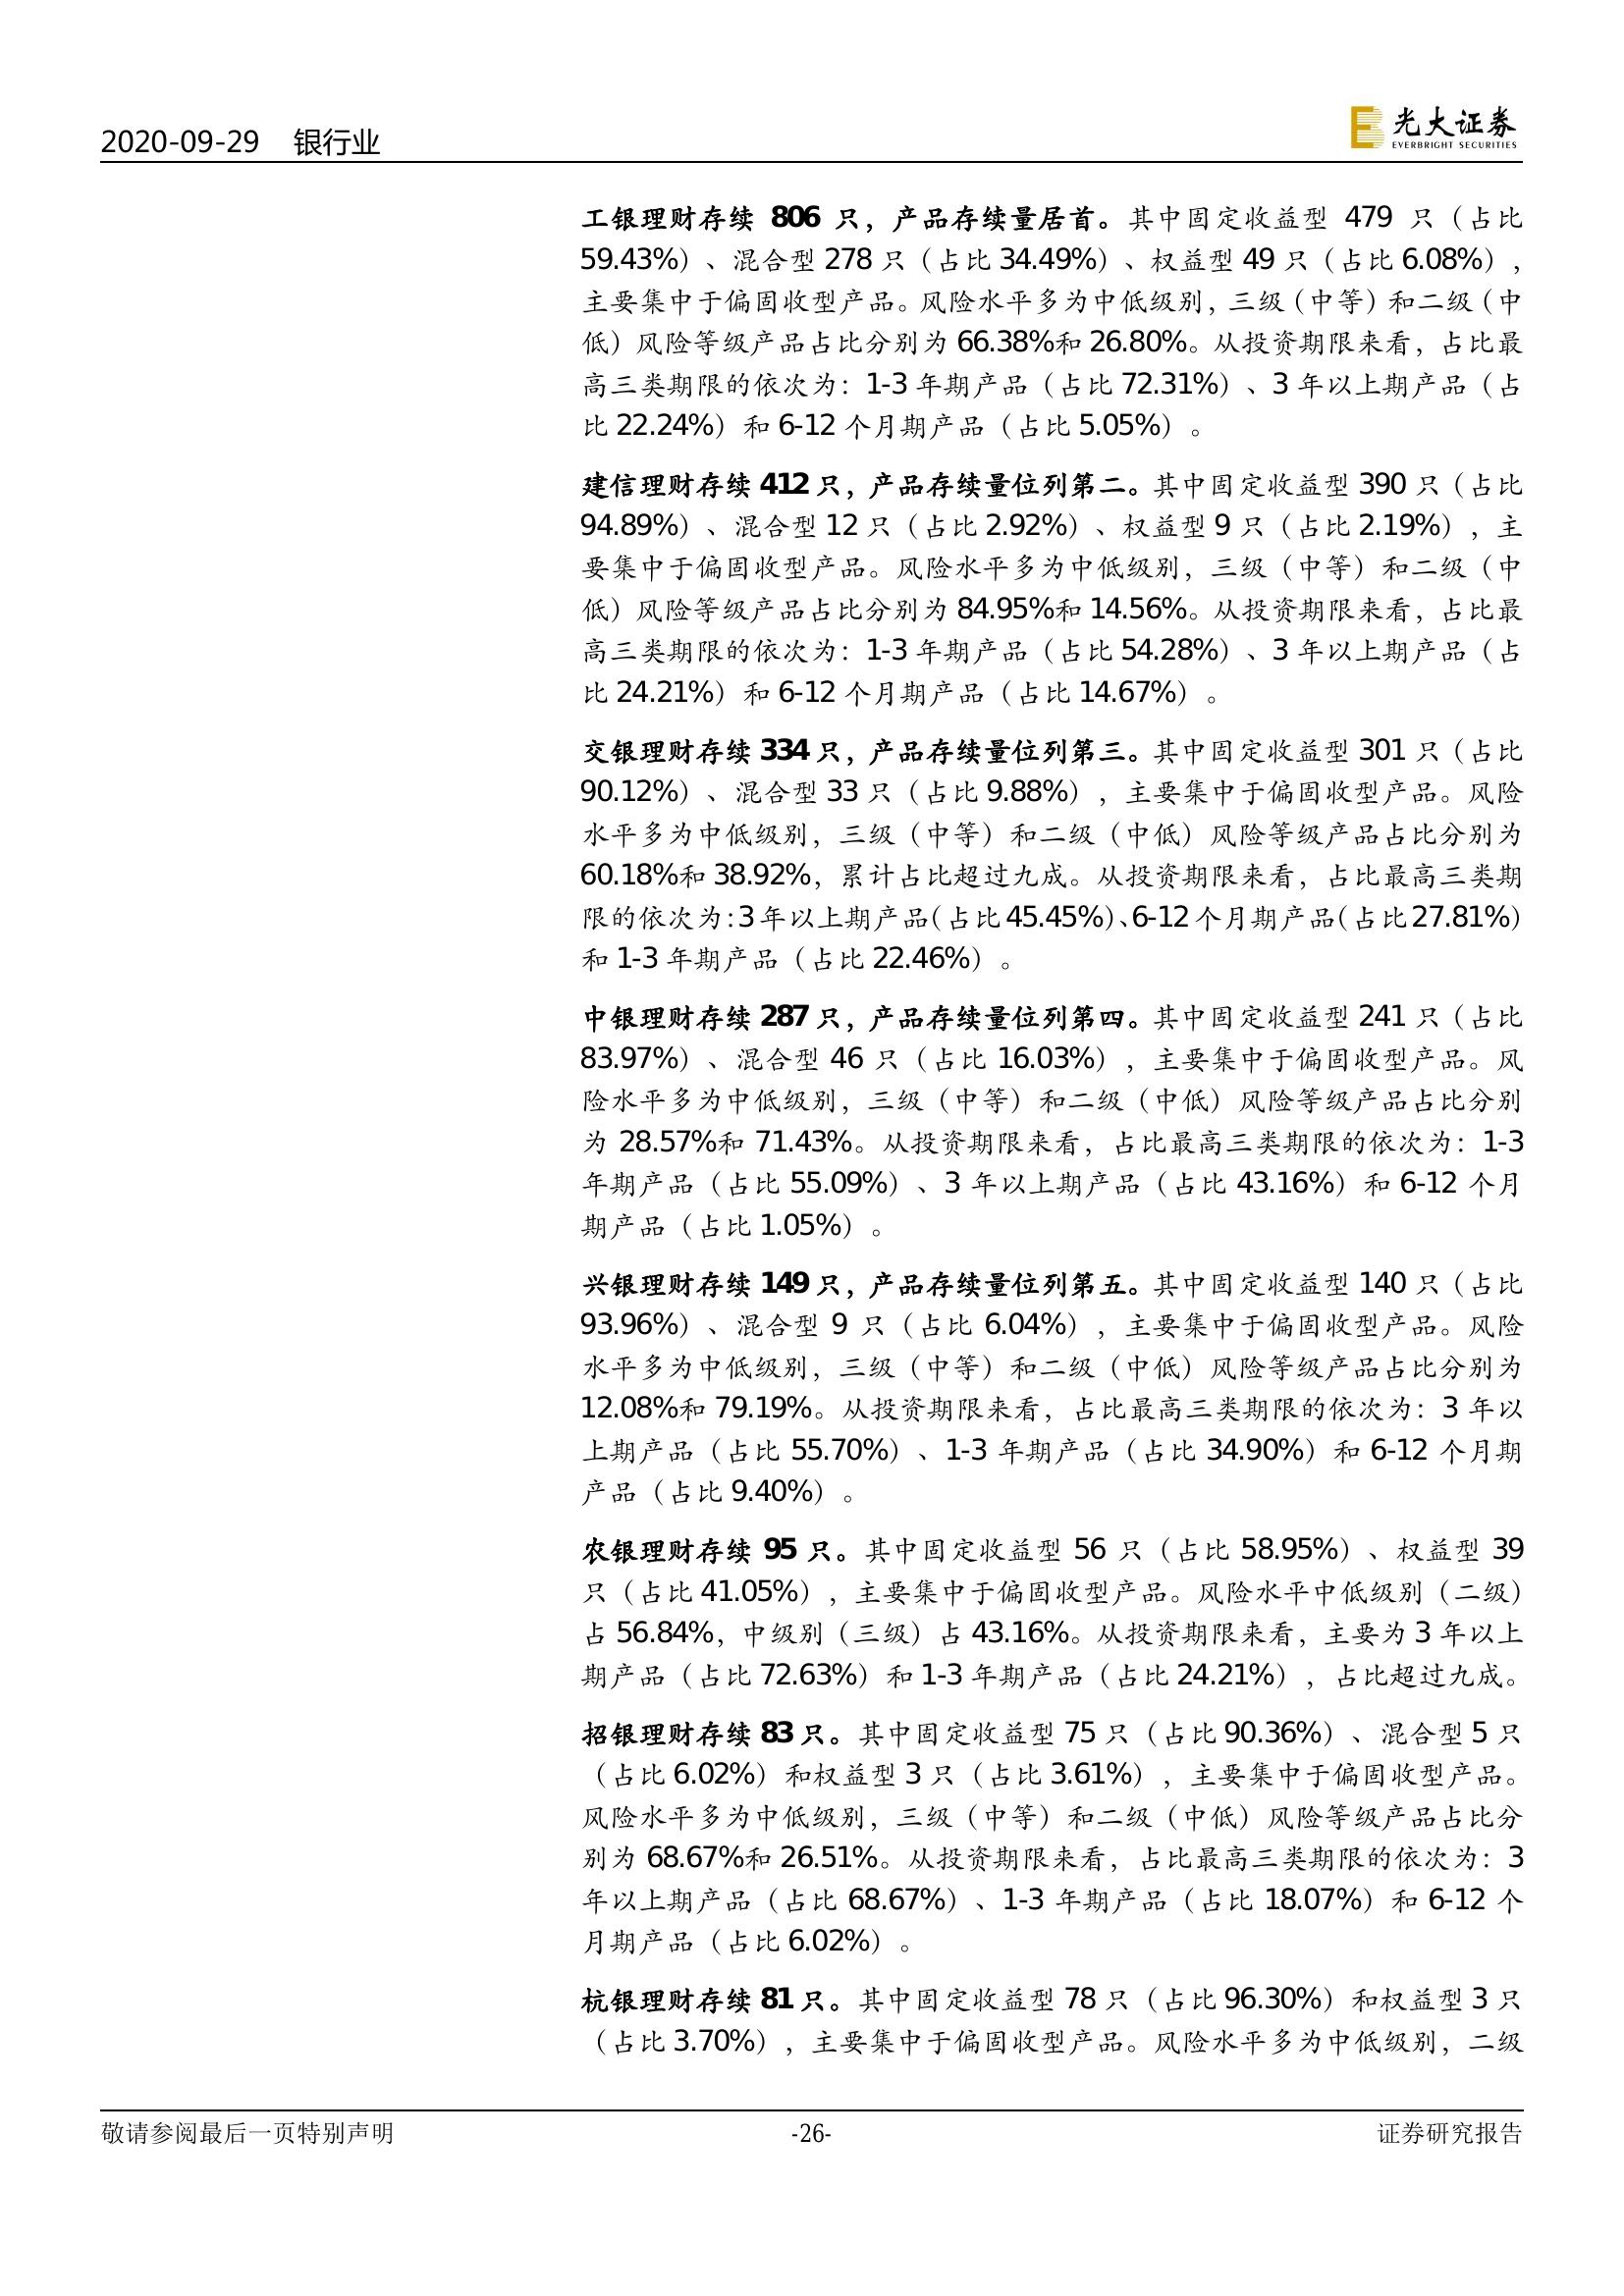 2020-09-29 银行业
光大证券
EVERBRIGHT SECURITIES
工银理财存续 806 只，产品存续量居首。其中固定收益型 479 只（占比
59.43%）、混合型 278 只（占比 34.49%）、权益型 49 只（占比 6.08%），
主要集中于偏固收型产品。风险水平多为中低级别，三级（中等）和二级（中
低）风险等级产品占比分别为 66.38%和 26.80%。从投资期限来看，占比最
高三类期限的依次为：1-3 年期产品（占比 72.31%）、3 年以上期产品（占
比 22.24%）和 6-12 个月期产品（占比 5.05%）。
建信理财存续 412 只，产品存续量位列第二。其中固定收益型 390 只（占比
94.89%）、混合型 12 只（占比 2.92%）、权益型 9 只（占比 2.19%），主
要集中于偏固收型产品。风险水平多为中低级别，三级（中等）和二级（中
低）风险等级产品占比分别为 84.95%和 14.56%。从投资期限来看，占比最
高三类期限的依次为：1-3 年期产品（占比 54.28%）、3 年以上期产品（占
比 24.21%）和 6-12 个月期产品（占比 14.67%）。
交银理财存续 334 只，产品存续量位列第三。其中固定收益型 301 只（占比
90.12%）、混合型 33 只（占比 9.88%），主要集中于偏固收型产品。风险
水平多为中低级别，三级（中等）和二级（中低）风险等级产品占比分别为
60.18%和 38.92%，累计占比超过九成。从投资期限来看，占比最高三类期
限的依次为：3 年以上期产品（占比 45.45%）、6-12 个月期产品（占比 27.81%）
和 1-3 年期产品（占比 22.46%）。
中银理财存续 287 只，产品存续量位列第四。其中固定收益型 241 只（占比
83.97%）、混合型 46 只（占比 16.03%），主要集中于偏固收型产品。风
险水平多为中低级别，三级（中等）和二级（中低）风险等级产品占比分别
为 28.57%和 71.43%。从投资期限来看，占比最高三类期限的依次为：1-3
年期产品（占比 55.09%）、3 年以上期产品（占比 43.16%）和 6-12 个月
期产品（占比 1.05%）。
兴银理财存续 149 只，产品存续量位列第五。其中固定收益型 140 只（占比
93.96%）、混合型 9 只（占比 6.04%），主要集中于偏固收型产品。风险
水平多为中低级别，三级（中等）和二级（中低）风险等级产品占比分别为
12.08%和 79.19%。从投资期限来看，占比最高三类期限的依次为：3 年以
上期产品（占比 55.70%）、1-3 年期产品（占比 34.90%）和 6-12 个月期
产品（占比 9.40%）。
农银理财存续 95 只。其中固定收益型 56 只（占比 58.95%）、权益型 39
只（占比 41.05%），主要集中于偏固收型产品。风险水平中低级别（二级）
占 56.84%，中级别（三级）占 43.16%。从投资期限来看，主要为 3 年以上
期产品（占比 72.63%）和 1-3 年期产品（占比 24.21%），占比超过九成。
招银理财存续 83 只。其中固定收益型 75 只（占比 90.36%）、混合型 5 只
（占比 6.02%）和权益型 3 只（占比 3.61%），主要集中于偏固收型产品。
风险水平多为中低级别，三级（中等）和二级（中低）风险等级产品占比分
别为 68.67%和 26.51%。从投资期限来看，占比最高三类期限的依次为：3
年以上期产品（占比 68.67%）、1-3 年期产品（占比 18.07%）和 6-12 个
月期产品（占比 6.02%）。
杭银理财存续 81 只。其中固定收益型 78 只（占比 96.30%）和权益型 3 只
（占比 3.70%），主要集中于偏固收型产品。风险水平多为中低级别，二级
敬请参阅最后一页特别声明 -26- 证券研究报告